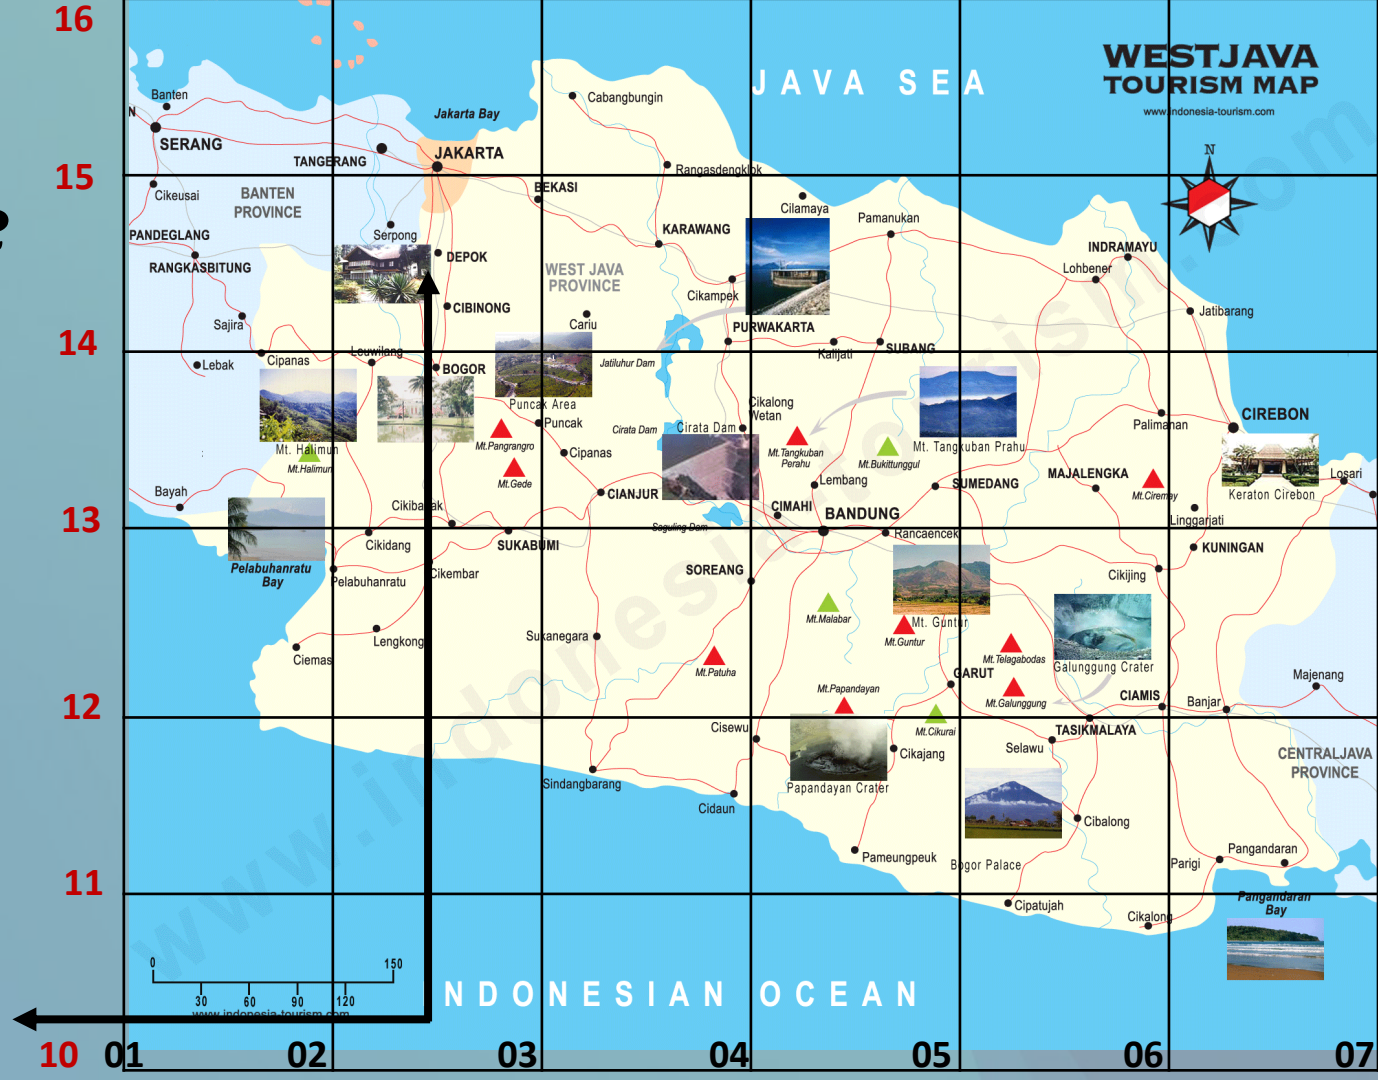 16
WESTJAVA
TOURISM MAP
www.indonesia-tourism.com
JAVA SEA
Banten
N
SERANG
Jakarta Bay
Cabangbungin
TANGERANG
JAKARTA
N
15
Rangasdengklok
Cikeusai
BANTEN
PROVINCE
BEKASI
Cilamaya
Pamanukan
?
PANDEGLANG
Serpong
KARAWANG
INDRAMAYU
RANGKASBITUNG
DEPOK
WEST JAVA
PROVINCE
Lohbener
Cikampek
Sajira
CIBINONG
Cariu
PURWAKARTA
Jatibarang
14
Lebak
Cipanas
Leuwilang
BOGOR
Jatiluhur Dam
Kalijati
SUBANG
Puncak Area
Cikalong
Wetan
Puncak
Cirata Dam
Cirata Dam
Palimanan
CIREBON
Mt. Halimun
Mt.Halimun
Mt.Pangrangro
Cipanas
Mt.Tangkuban
Perahu
Mt.Bukittunggul
Mt. Tangkuban Prahu
Mt.Gede
Lembang
SUMEDANG
MAJALENGKA
Mt.Ciremay
Keraton Cirebon
Losari
Bayah
CIANJUR
Cikibadak
CIMAHI
BANDUNG
Linggarjati
13
Saguling Dam
Rancaencek
Cikidang
SUKABUMI
KUNINGAN
Pelabuhanratu
Bay
Pelabuhanratu
Cikembar
SOREANG
Cikijing
Mt.Malabar
Mt. Guntur
Mt.Guntur
Lengkong
Sukanegara
Ciemas
Mt.Patuha
Mt.Telagabodas
Galunggung Crater
GARUT
Majenang
Mt.Papandayan
Mt.Galunggung
CIAMIS
Banjar
12
Cisewu
Mt.Cikurai
TASIKMALAYA
Selawu
Cikajang
CENTRALJAVA
PROVINCE
Sindangbarang
Papandayan Crater
Cidaun
Cibalong
Pameungpeuk
Bogor Palace
Parigi
Pangandaran
11
Cipatujah
Cikalong
Pangandaran
Bay
0 150
30 60 90 120
www.indonesia-tourism.com
NDONESIAN OCEAN
10 01 02 03 04 05 06 07
www.indonesia-tourism.com